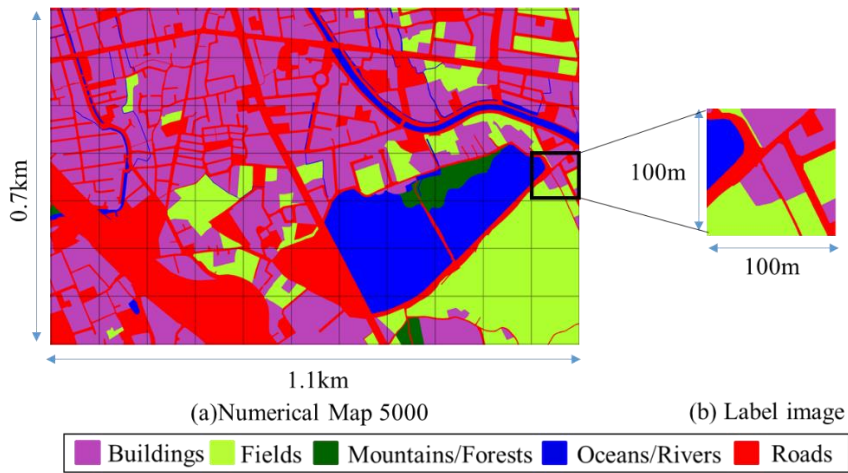 0.7km
1.1km
100m
100m
(a)Numerical Map 5000
(b) Label image
Buildings
Fields
Mountains/Forests
Oceans/Rivers
Roads